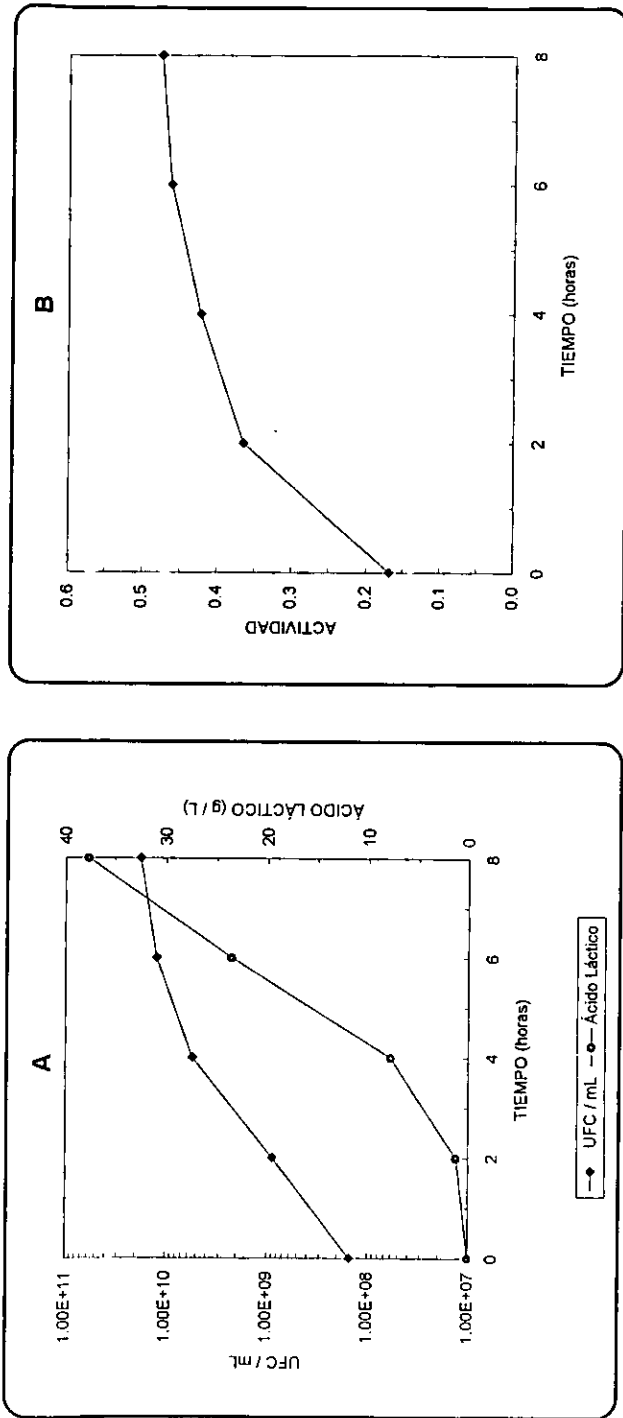 A
1.00E+11
1.00E+10
1.00E+09
1.00E+08
1.00E+07
UFC / mL
40
30
20
10
0
ÁCIDO LÁCTICO (g / L)
0 2 4 6 8
TIEMPO (horas)
UFC / mL Ácido Láctico
B
0.6
0.5
0.4
0.3
0.2
0.1
0.0
ACTIVIDAD
0 2 4 6 8
TIEMPO (horas)